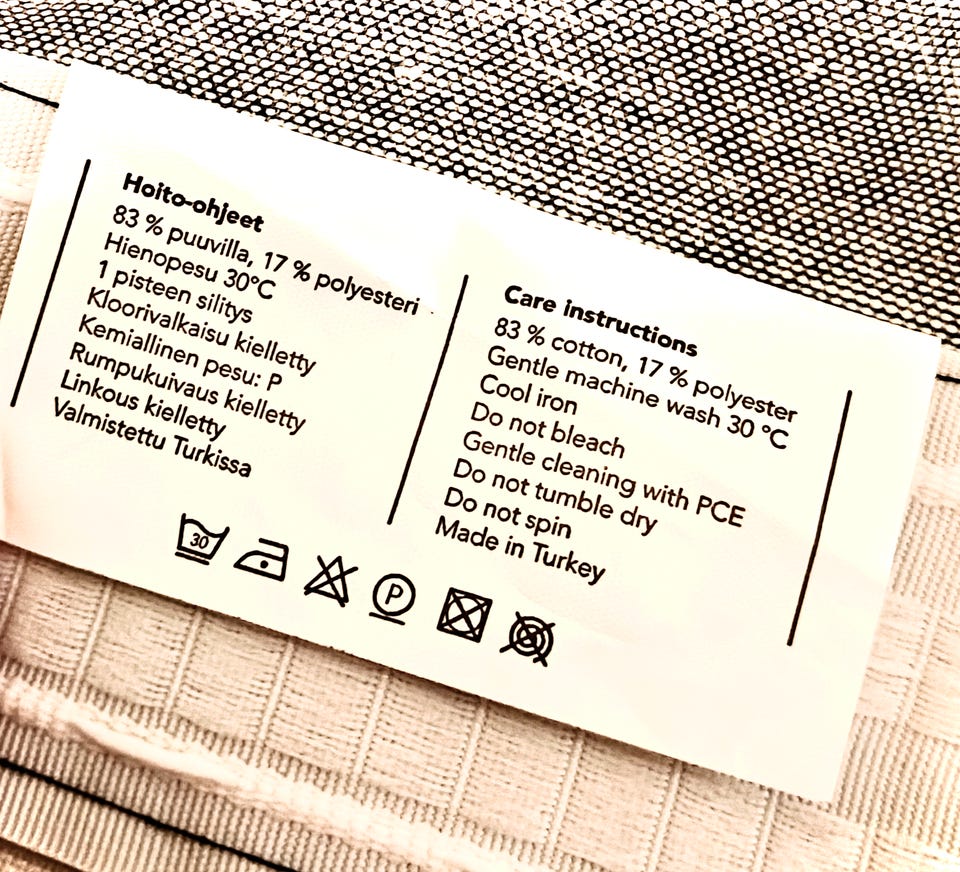 Hoito-ohjeet
83 % puuvilla, 17 % polyesteri
Hienopesu 30°C
1 pisteen silitys
Kloorivalkaisu kielletty
Kemiallinen pesu: P
Rumpukuivaus kielletty
Linkous kielletty
Valmistettu Turkissa
Care instructions
83 % cotton, 17 % polyester
Gentle machine wash 30 °C
Cool iron
Do not bleach
Gentle cleaning with PCE
Do not tumble dry
Do not spin
Made in Turkey
30 P